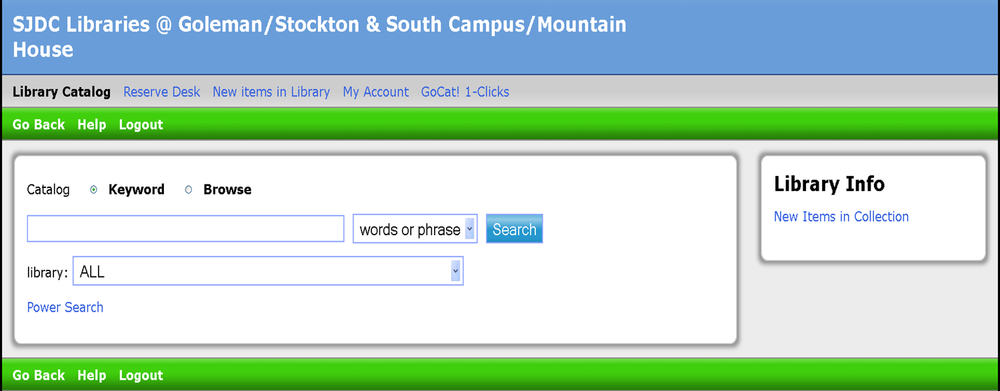 SJDC Libraries @ Goleman/Stockton & South Campus/Mountain
House
Library Catalog Reserve Desk New items in Library My Account GoCat! 1-Clicks
Go Back Help Logout
Catalog Keyword Browse
words or phrase Search
library: ALL
Power Search
Library Info
New Items in Collection
Go Back Help Logout